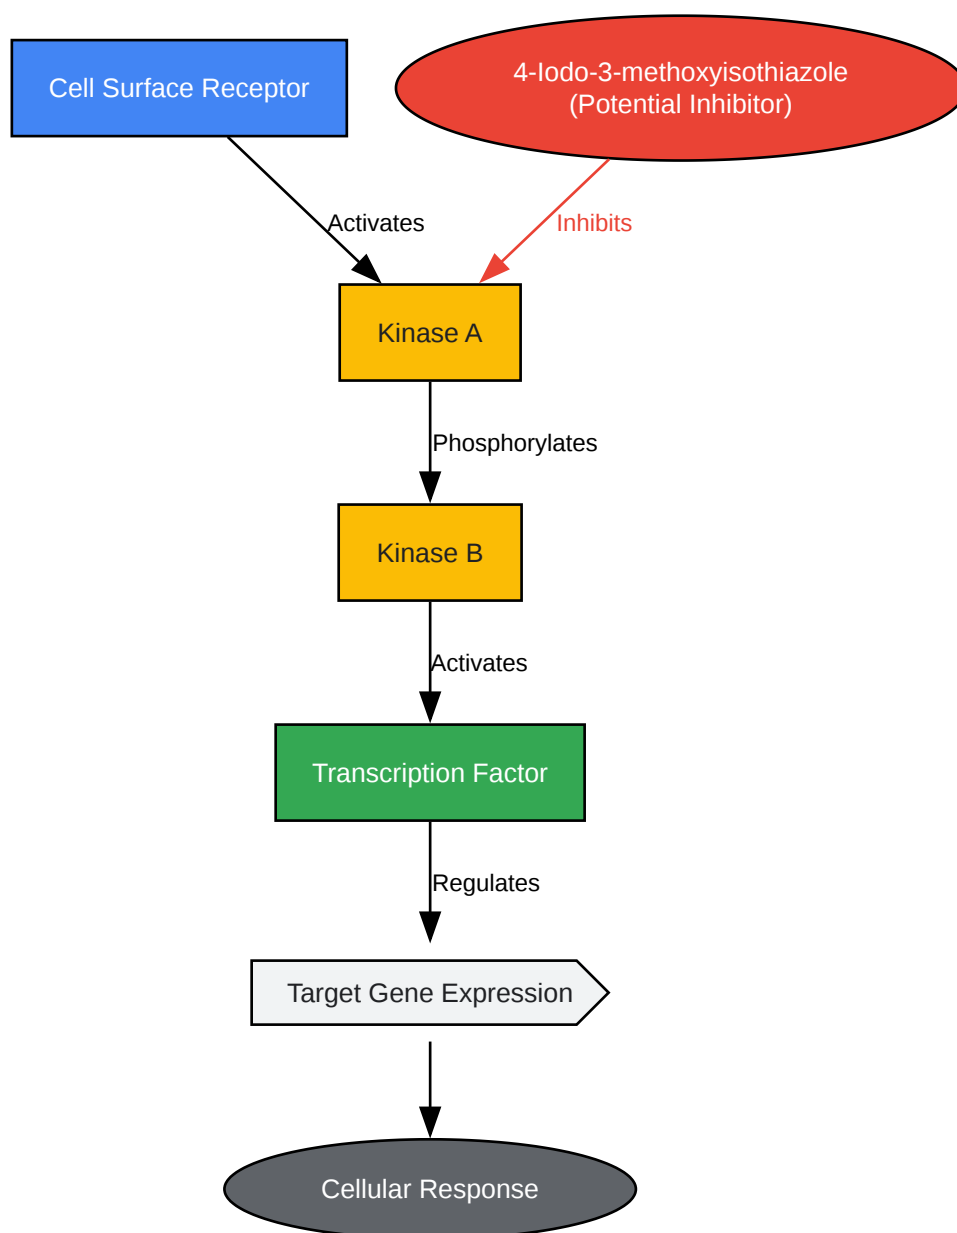 Cell Surface Receptor
4-Iodo-3-methoxyisothiazole
(Potential Inhibitor)
Activates
Inhibits
Kinase A
Phosphorylates
Kinase B
Activates
Transcription Factor
Regulates
Target Gene Expression
Cellular Response